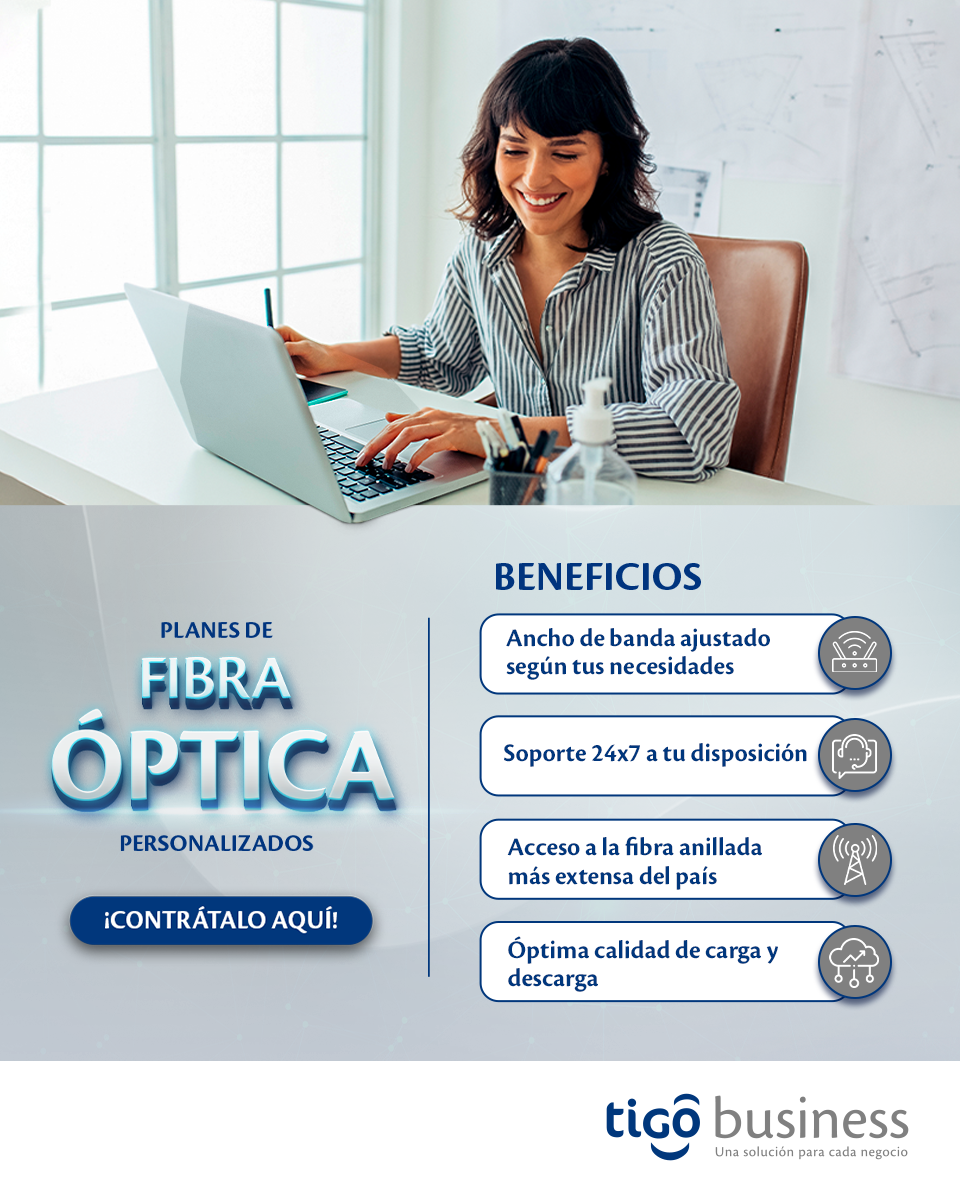 PLANES DE
FIBRA
ÓPTICA
PERSONALIZADOS
¡CONTRÁTALO AQUÍ!
BENEFICIOS
Ancho de banda ajustado
según tus necesidades
Soporte 24x7 a tu disposición
Acceso a la fibra anillada
más extensa del país
Óptima calidad de carga y
descarga
tigo business
Una solución para cada negocio